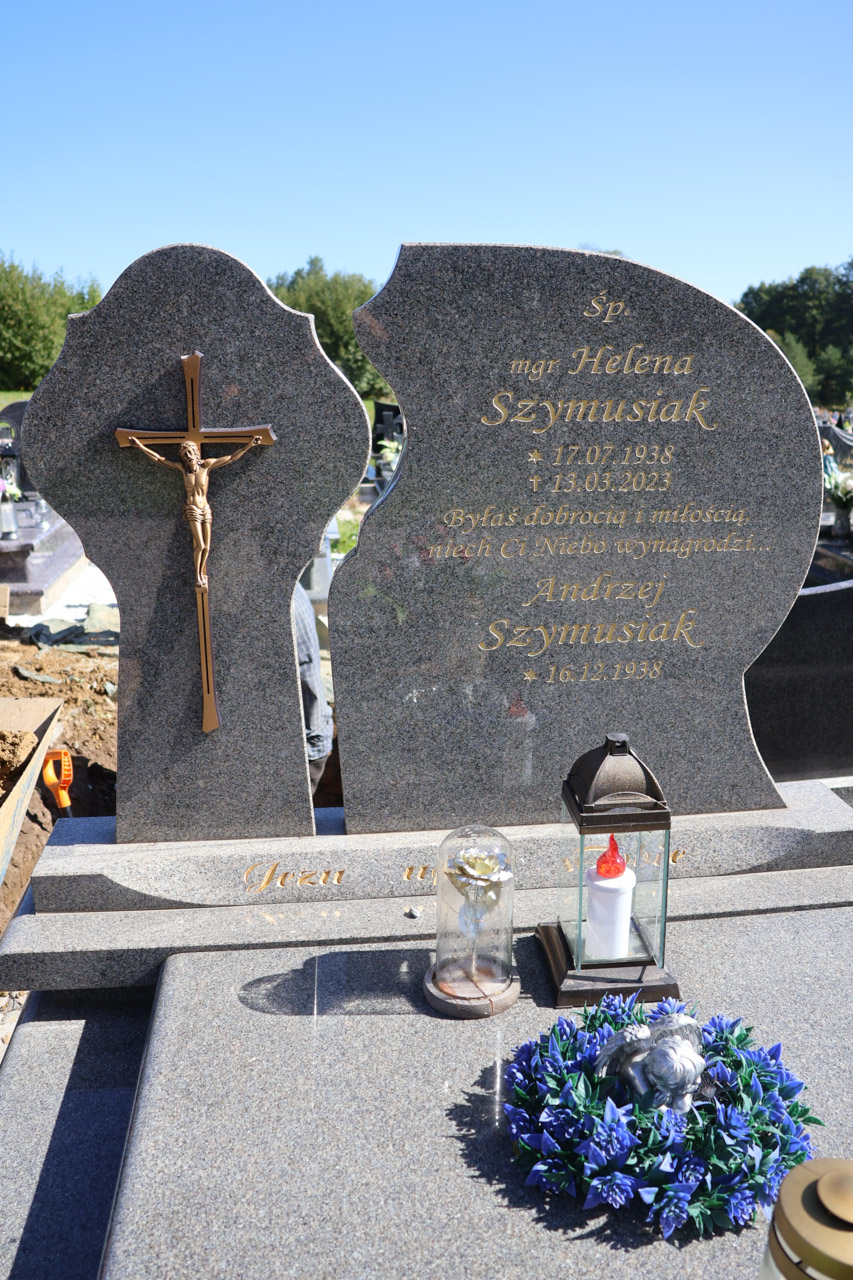 Śp.
mgr Helena
Szymusiak
✶ 17.07.1938
✝ 13.03.2023
Byłaś dobrocią i miłością,
niech Ci Niebo wynagrodzi...
Andrzej
Szymusiak
✶ 16.12.1938
Jezu